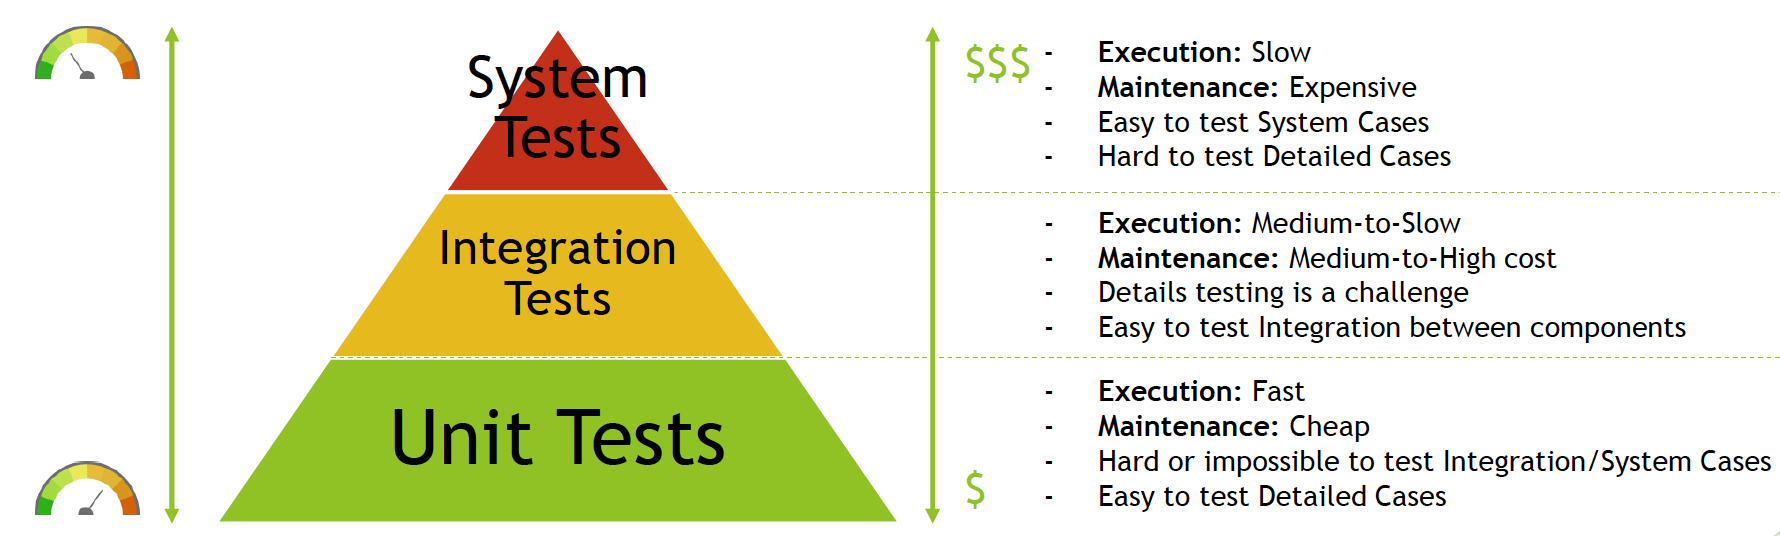 System
Tests
Integration
Tests
Unit Tests
$$$
- Execution: Slow
- Maintenance: Expensive
- Easy to test System Cases
- Hard to test Detailed Cases
- Execution: Medium-to-Slow
- Maintenance: Medium-to-High cost
- Details testing is a challenge
- Easy to test Integration between components
$
- Execution: Fast
- Maintenance: Cheap
- Hard or impossible to test Integration/System Cases
- Easy to test Detailed Cases